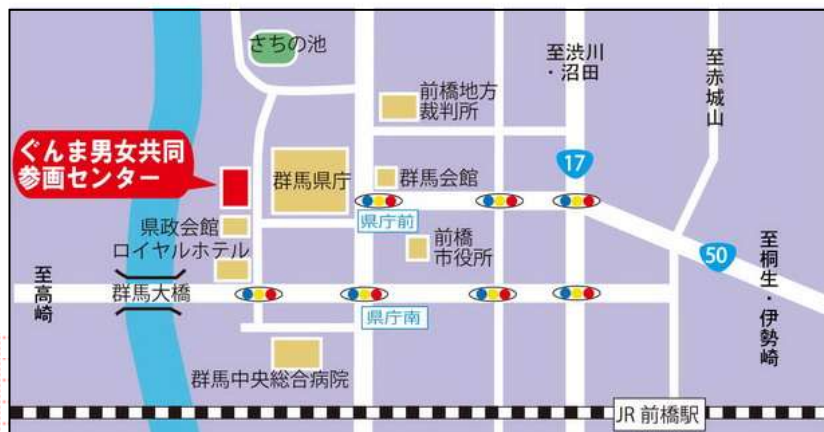 さちの池
至渋川
・沼田
至赤城山
前橋地方
裁判所
ぐんま男女共同
参画センター
17
群馬県庁
群馬会館
県庁前
県政会館
ロイヤルホテル
前橋
市役所
50
至高崎
群馬大橋
至桐生・伊勢崎
県庁南
群馬中央総合病院
JR 前橋駅